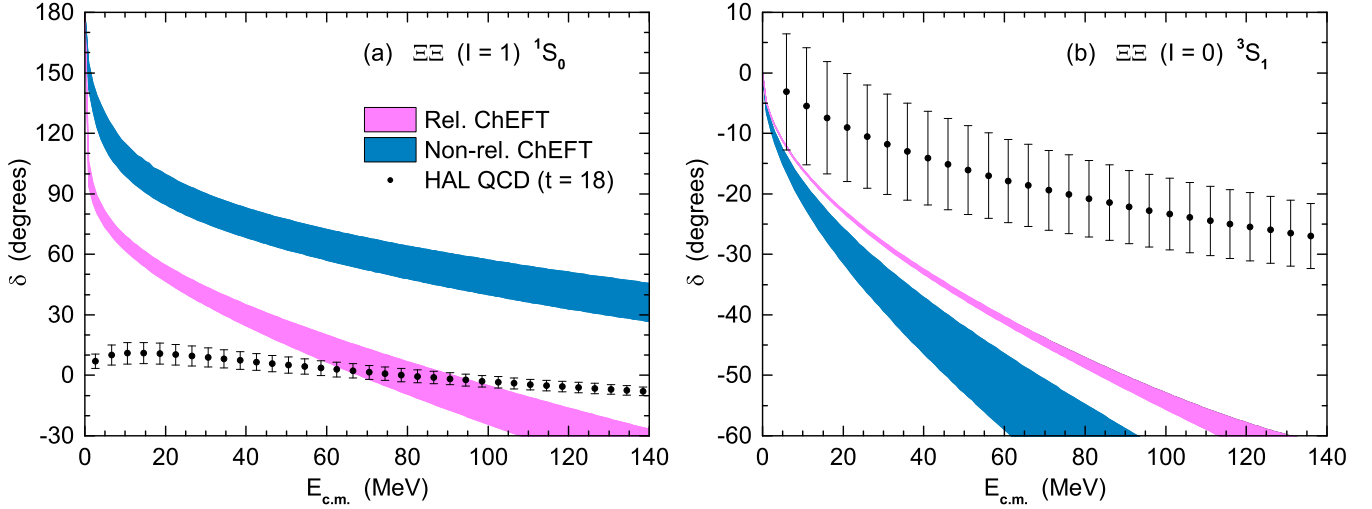 (a) ΞΞ (I = 1) ¹S₀
Rel. ChEFT
Non-rel. ChEFT
HAL QCD (t = 18)
δ (degrees)
180
150
120
90
60
30
0
-30
0 20 40 60 80 100 120 140
E_c.m. (MeV)
(b) ΞΞ (I = 0) ³S₁
δ (degrees)
10
0
-10
-20
-30
-40
-50
-60
0 20 40 60 80 100 120 140
E_c.m. (MeV)